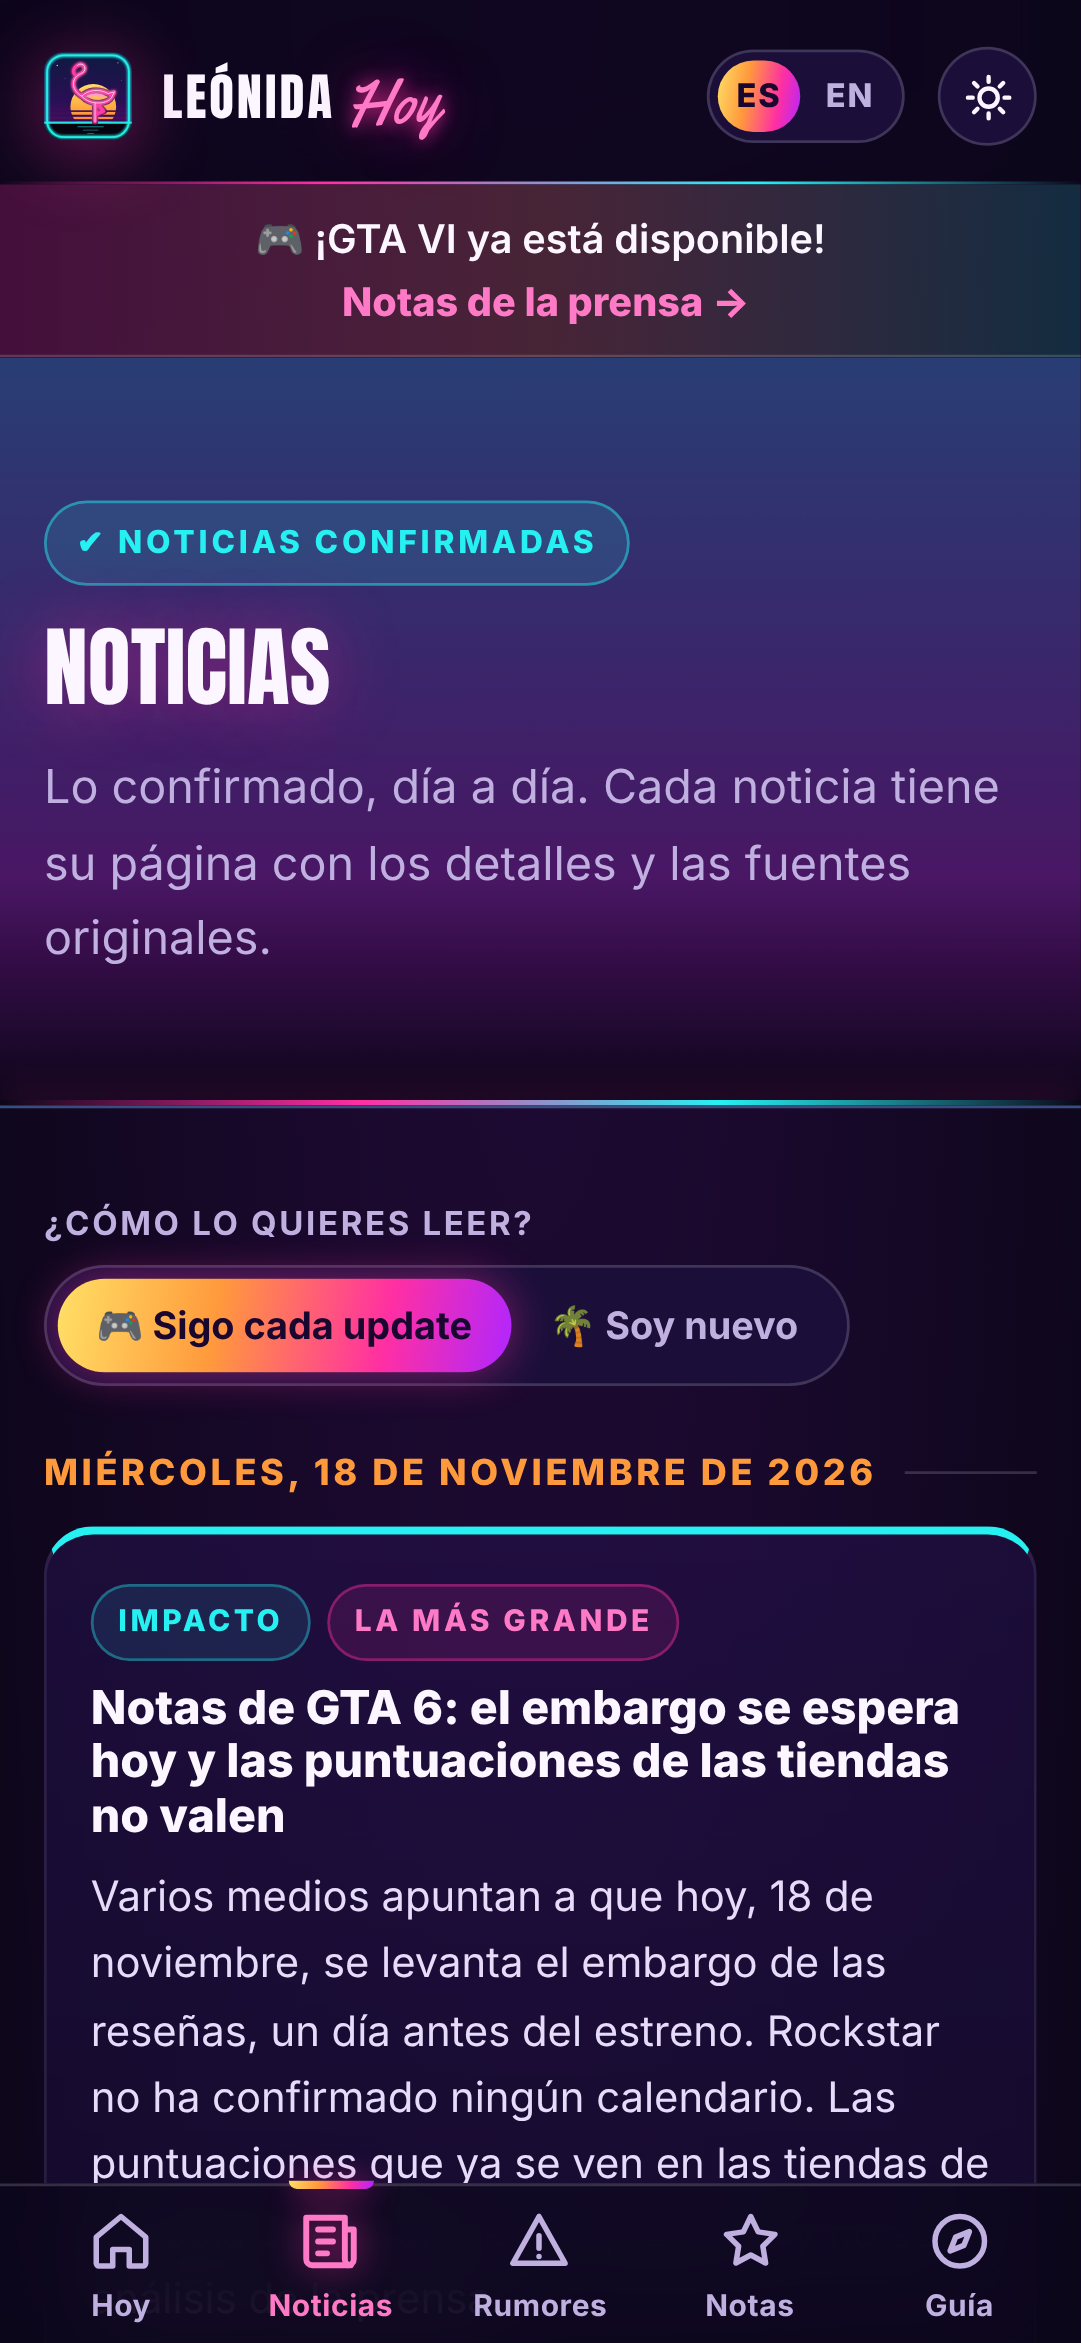 LEÓNIDA Hoy
ES EN
¡GTA VI ya está disponible!
Notas de la prensa →
✔ NOTICIAS CONFIRMADAS
NOTICIAS
Lo confirmado, día a día. Cada noticia tiene
su página con los detalles y las fuentes
originales.
¿CÓMO LO QUIERES LEER?
Sigo cada update
Soy nuevo
MIÉRCOLES, 18 DE NOVIEMBRE DE 2026
IMPACTO
LA MÁS GRANDE
Notas de GTA 6: el embargo se espera
hoy y las puntuaciones de las tiendas
no valen
Varios medios apuntan a que hoy, 18 de
noviembre, se levanta el embargo de las
reseñas, un día antes del estreno. Rockstar
no ha confirmado ningún calendario. Las
puntuaciones que ya se ven en las tiendas de
Hoy Noticias Rumores Notas Guía